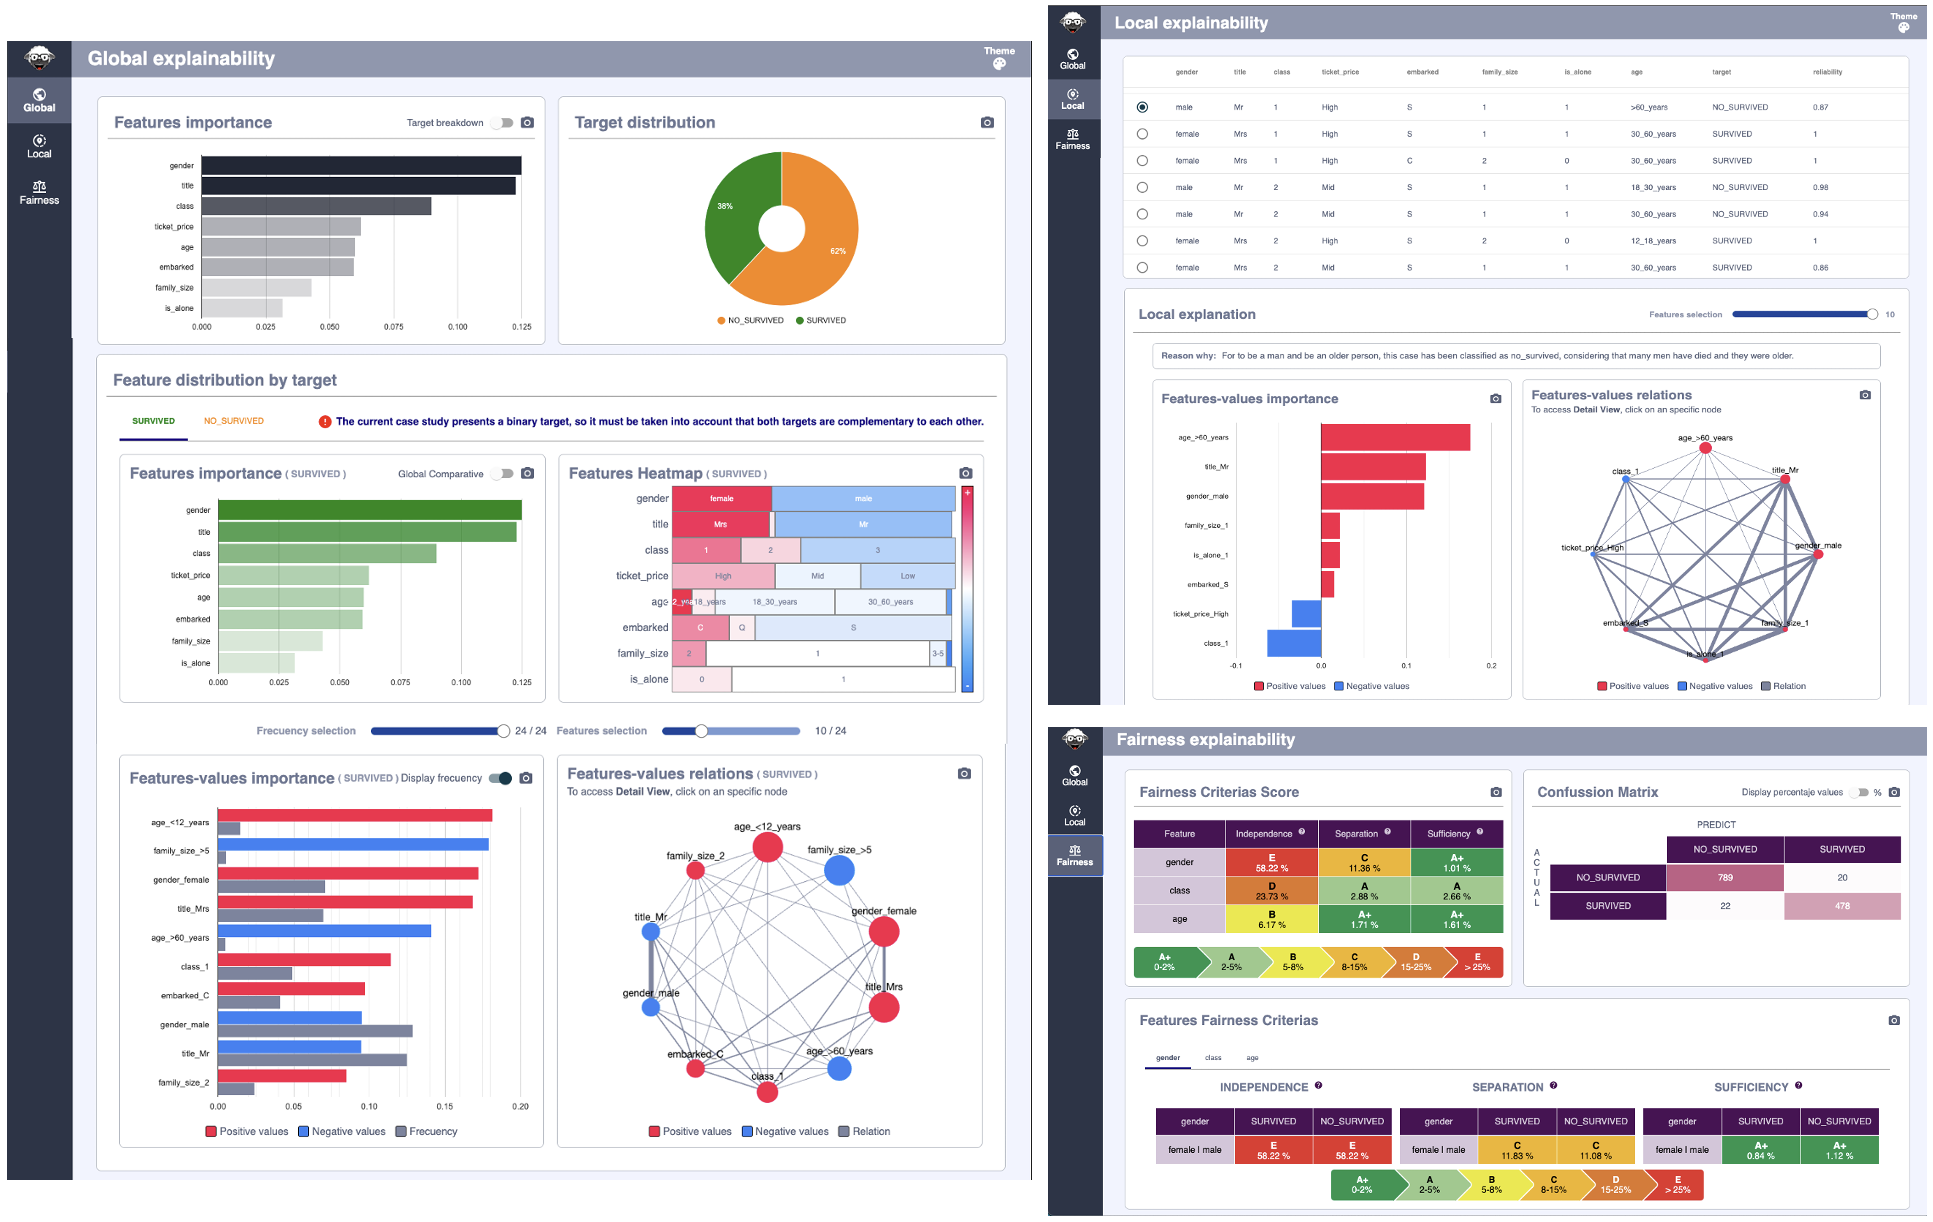 Global explainability
Theme
Global
Local
Fairness
Features importance
Target breakdown
gender
title
class
ticket_price
age
embarked
family_size
is_alone
0.000 0.025 0.050 0.075 0.100 0.125
Target distribution
38%
62%
NO_SURVIVED SURVIVED
Feature distribution by target
SURVIVED NO_SURVIVED
! The current case study presents a binary target, so it must be taken into account that both targets are complementary to each other.
Features importance ( SURVIVED )
Global Comparative
gender
title
class
ticket_price
age
embarked
family_size
is_alone
0.000 0.025 0.050 0.075 0.100 0.125
Features Heatmap ( SURVIVED )
gender female male
title Mrs Mr
class 1 2 3
ticket_price High Mid Low
age 18_years 18_30_years 30_60_years
embarked C Q S
family_size 2 1 3-5
is_alone 0 1
+
-
Frecuency selection 24 / 24 Features selection 10 / 24
Features-values importance ( SURVIVED ) Display frecuency
age_<12_years
family_size_>5
gender_female
title_Mrs
age_>60_years
class_1
embarked_C
gender_male
title_Mr
family_size_2
0.00 0.05 0.10 0.15 0.20
Positive values Negative values Frecuency
Features-values relations ( SURVIVED )
To access Detail View, click on an specific node
age_<12_years
family_size_>5
family_size_2
gender_female
title_Mr
title_Mrs
gender_male
age_>60_years
embarked_C
class_1
Positive values Negative values Relation
Local explainability
Theme
Global
Local
Fairness
gender title class ticket_price embarked family_size is_alone age target reliability
male Mr 1 High S 1 1 >60_years NO_SURVIVED 0.87
female Mrs 1 High S 1 1 30_60_years SURVIVED 1
female Mrs 1 High C 2 0 30_60_years SURVIVED 1
male Mr 2 Mid S 1 1 18_30_years NO_SURVIVED 0.98
male Mr 2 Mid S 1 1 30_60_years NO_SURVIVED 0.94
female Mrs 2 High S 2 0 12_18_years SURVIVED 1
female Mrs 2 Mid S 1 1 30_60_years SURVIVED 0.86
Local explanation
Features selection 10
Reason why: For to be a man and be an older person, this case has been classified as no_survived, considering that many men have died and they were older.
Features-values importance
age_>60_years
title_Mr
gender_male
family_size_1
is_alone_1
embarked_S
ticket_price_High
class_1
-0.1 0.0 0.1 0.2
Positive values Negative values
Features-values relations
To access Detail View, click on an specific node
age_>60_years
class_1
title_Mr
ticket_price_High
gender_male
embarked_S
family_size_1
is_alone_1
Positive values Negative values Relation
Fairness explainability
Global
Local
Fairness
Fairness Criterias Score
Feature Independence ? Separation ? Sufficiency ?
gender E 58.22 % C 11.36 % A+ 1.01 %
class D 23.73 % A 2.88 % A 2.66 %
age B 6.17 % A+ 1.71 % A+ 1.61 %
A+ A B C D E
0-2% 2-5% 5-8% 8-15% 15-25% > 25%
Confussion Matrix
Display percentaje values %
PREDICT
ACTUAL
NO_SURVIVED SURVIVED
NO_SURVIVED 789 20
SURVIVED 22 478
Features Fairness Criterias
gender class age
INDEPENDENCE ?
gender SURVIVED NO_SURVIVED
female I male E 58.22 % E 58.22 %
SEPARATION ?
gender SURVIVED NO_SURVIVED
female I male C 11.83 % C 11.08 %
SUFFICIENCY ?
gender SURVIVED NO_SURVIVED
female I male A+ 0.84 % A+ 1.12 %
A+ A B C D E
0-2% 2-5% 5-8% 8-15% 15-25% > 25%